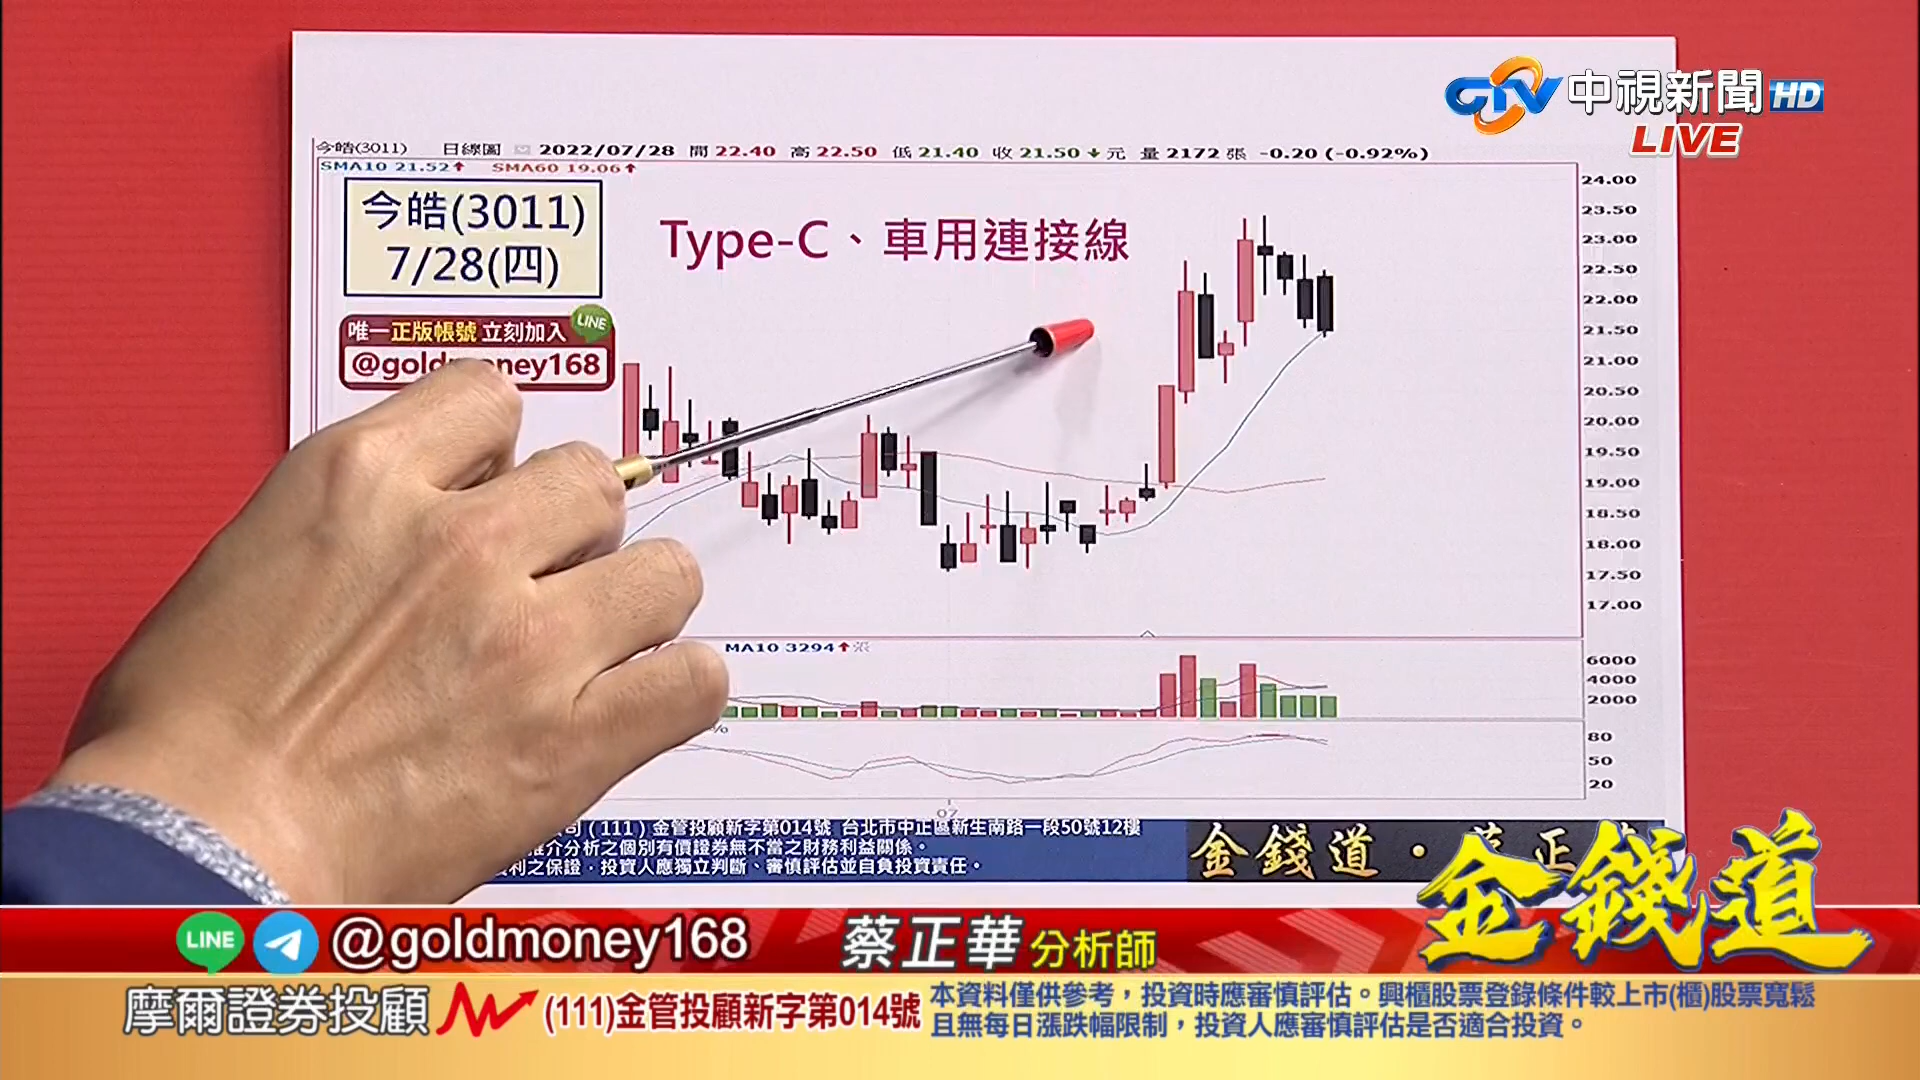 CTV 中視新聞 HD
LIVE
今皓(3011) 日線圖 2022/07/28 開 22.40 高 22.50 低 21.40 收 21.50↓元 量 2172 張 -0.20 (-0.92%)
SMA10 21.52↑ SMA60 19.06↑
今皓(3011)
7/28(四)
Type-C、車用連接線
唯一正版帳號 立刻加入
LINE
@goldmoney168
24.00
23.50
23.00
22.50
22.00
21.50
21.00
20.50
20.00
19.50
19.00
18.50
18.00
17.50
17.00
MA10 3294↑張
6000
4000
2000
%
80
50
20
07
司(111)金管投顧新字第014號 台北市中正區新生南路一段50號12樓
介分析之個別有價證券無不當之財務利益關係。
利之保證．投資人應獨立判斷、審慎評估並自負投資責任。
金錢道・蔡正
金錢道
LINE @goldmoney168 蔡正華 分析師
摩爾證券投顧 (111)金管投顧新字第014號
本資料僅供參考，投資時應審慎評估。興櫃股票登錄條件較上市(櫃)股票寬鬆
且無每日漲跌幅限制，投資人應審慎評估是否適合投資。